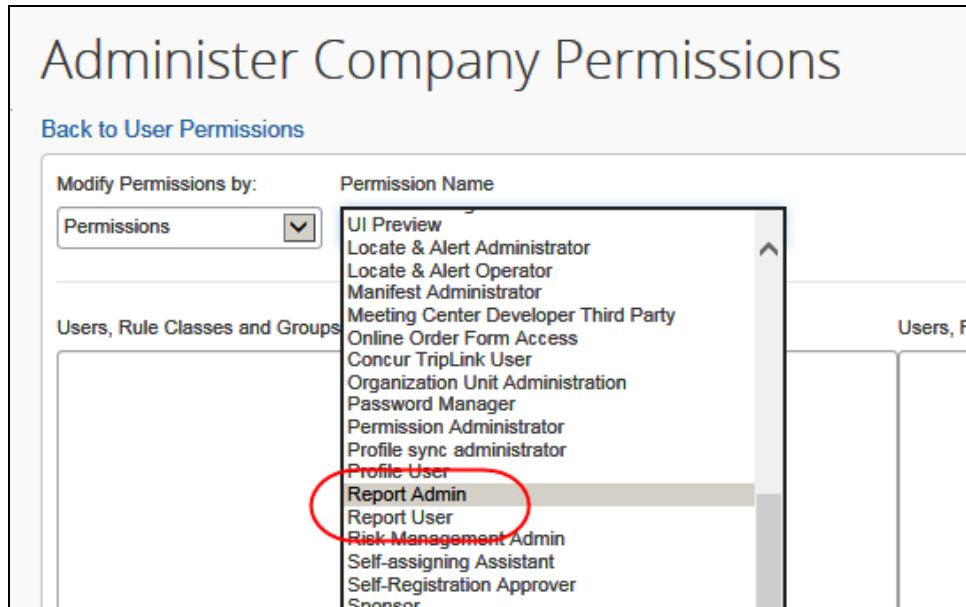 Administer Company Permissions
Back to User Permissions
Modify Permissions by:
Permission Name
Permissions
UI Preview
Locate & Alert Administrator
Locate & Alert Operator
Manifest Administrator
Meeting Center Developer Third Party
Online Order Form Access
Concur TripLink User
Organization Unit Administration
Password Manager
Permission Administrator
Profile sync administrator
Profile User
Report Admin
Report User
Risk Management Admin
Self-assigning Assistant
Self-Registration Approver
Sponsor
Users, Rule Classes and Groups
Users, F